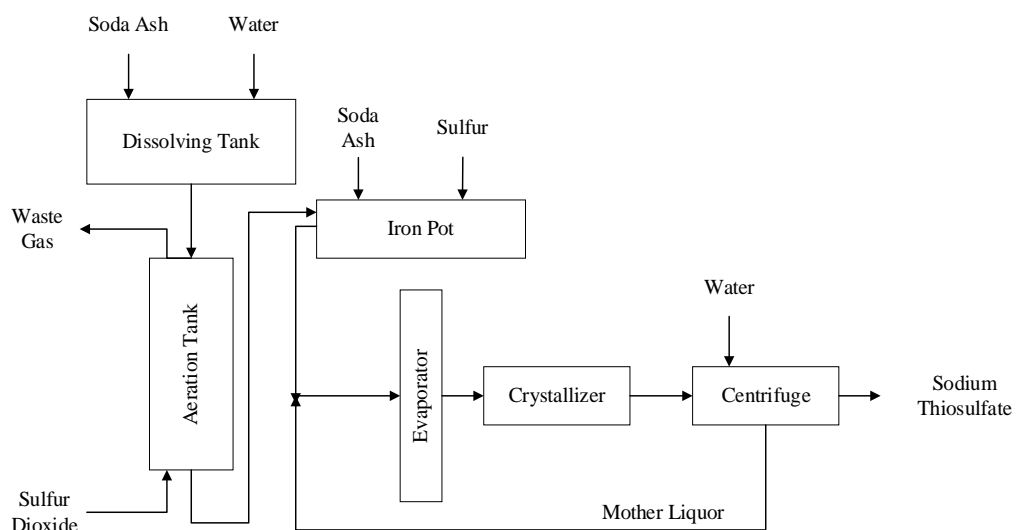 Soda Ash
Water
Dissolving Tank
Soda
Ash
Sulfur
Waste
Gas
Iron Pot
Aeration Tank
Water
Evaporator
Crystallizer
Centrifuge
Sodium
Thiosulfate
Sulfur
Dioxide
Mother Liquor